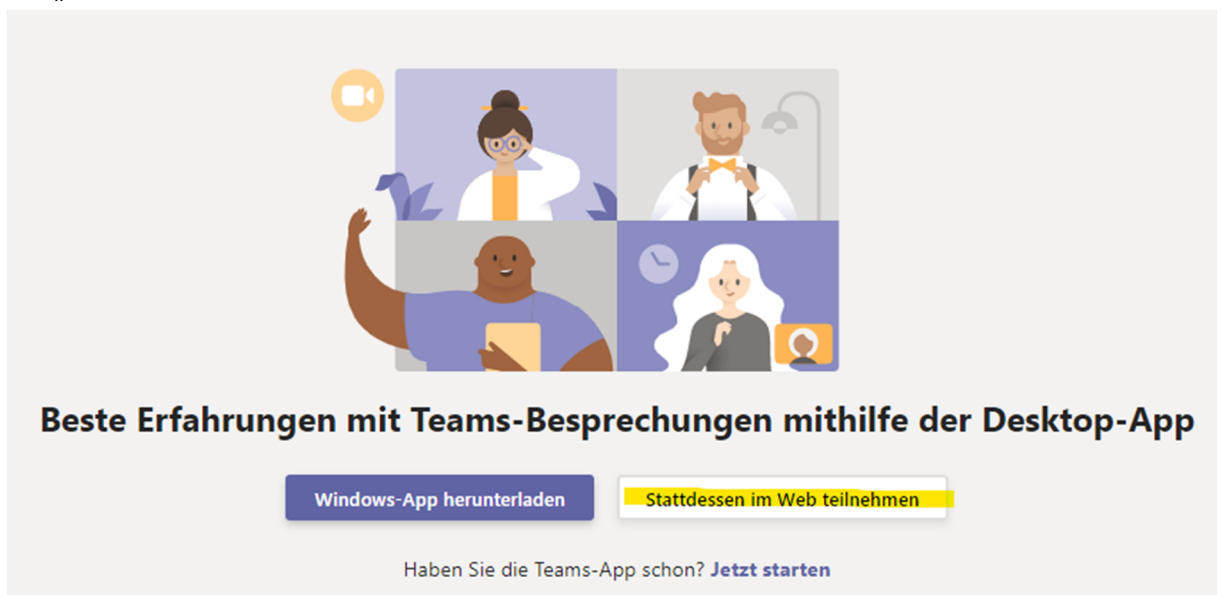 Beste Erfahrungen mit Teams-Besprechungen mithilfe der Desktop-App
Windows-App herunterladen
Stattdessen im Web teilnehmen
Haben Sie die Teams-App schon? Jetzt starten